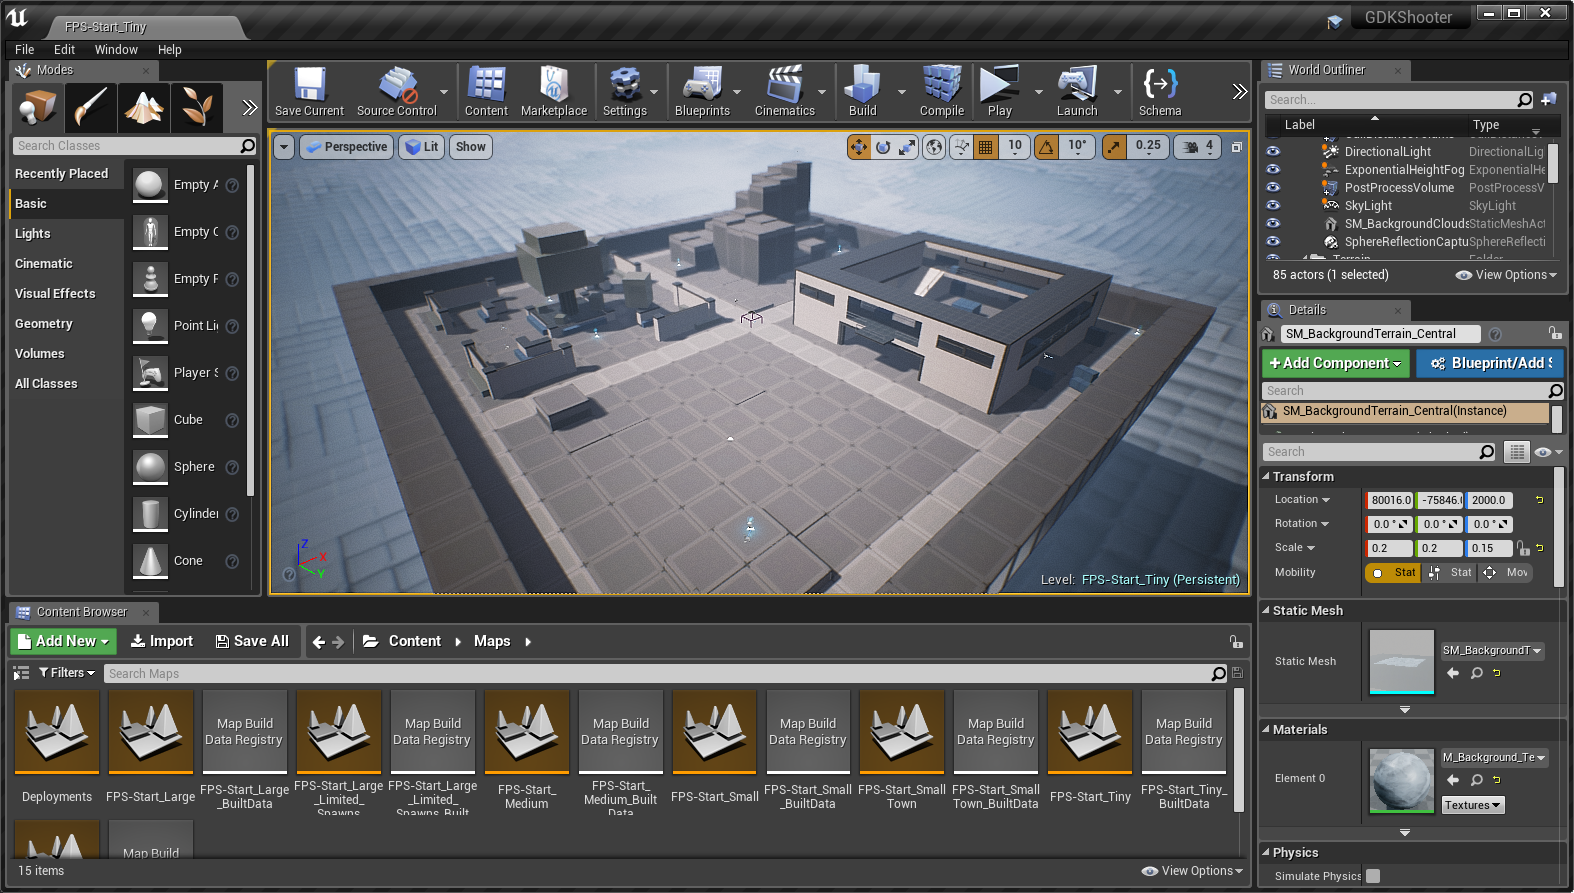 FPS-Start_Tiny
GDKShooter
File Edit Window Help
Modes
Search Classes
Recently Placed
Basic
Lights
Cinematic
Visual Effects
Geometry
Volumes
All Classes
Empty A
Empty C
Empty P
Point Li
Player S
Cube
Sphere
Cylinder
Cone
Save Current
Source Control
Content
Marketplace
Settings
Blueprints
Cinematics
Build
Compile
Play
Launch
Schema
Perspective
Lit
Show
10
10°
0.25
4
Z
X
Y
Level: FPS-Start_Tiny (Persistent)
World Outliner
Search...
Label Type
DirectionalLight DirectionalLig
ExponentialHeightFog ExponentialHe
PostProcessVolume PostProcessV
SkyLight SkyLight
SM_BackgroundClouds StaticMeshAct
SphereReflectionCaptu SphereReflecti
Terrain Folder
85 actors (1 selected) View Options
Details
SM_BackgroundTerrain_Central
+Add Component
Blueprint/Add S
Search
SM_BackgroundTerrain_Central(Instance)
Search
Transform
Location 80016.0 -75846.0 2000.0
Rotation 0.0 ° 0.0 ° 0.0 °
Scale 0.2 0.2 0.15
Mobility Stat Stat Mov
Static Mesh
Static Mesh
SM_BackgroundT
Materials
Element 0
M_Background_Te
Textures
Physics
Simulate Physics
Content Browser
Add New Import Save All Content Maps
Filters Search Maps
Deployments
FPS-Start_Large
Map Build
Data Registry
FPS-Start_Large
_BuiltData
FPS-Start_Large
_Limited_
Spawns
Map Build
Data Registry
FPS-Start_Large
_Limited_
Spawns_Built
FPS-Start_
Medium
Map Build
Data Registry
FPS-Start_
Medium_Built
Data
FPS-Start_Small
Map Build
Data Registry
FPS-Start_Small
_BuiltData
FPS-Start_Small
Town
Map Build
Data Registry
FPS-Start_Small
Town_BuiltData
FPS-Start_Tiny
Map Build
Data Registry
FPS-Start_Tiny_
BuiltData
Map Build
15 items
View Options